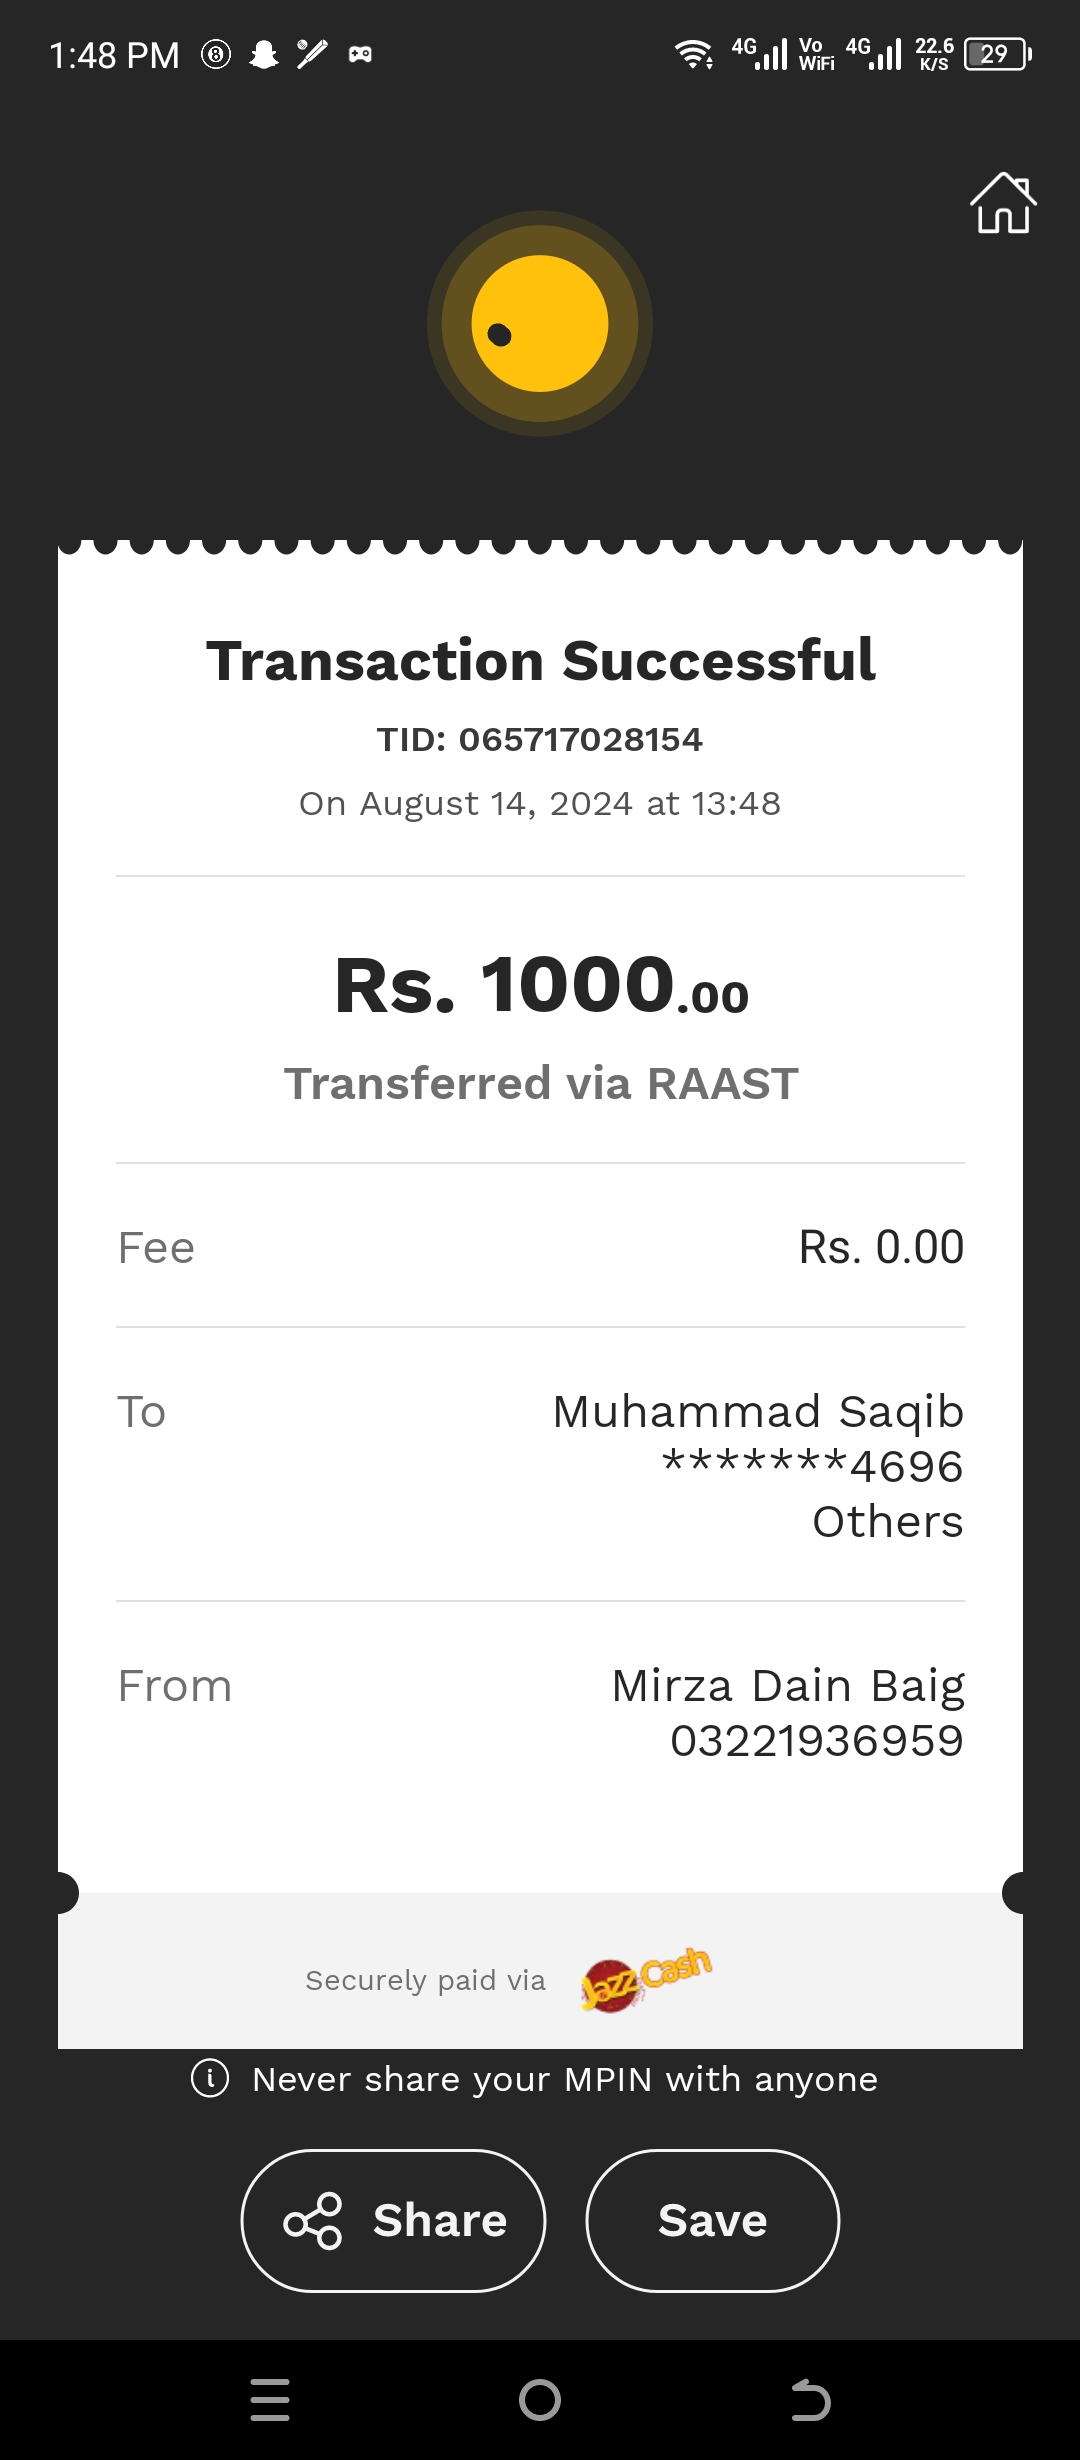 1:48 PM
4G Vo WiFi 4G 22.6 K/S 29
Transaction Successful
TID: 065717028154
On August 14, 2024 at 13:48
Rs. 1000.00
Transferred via RAAST
Fee Rs. 0.00
To Muhammad Saqib
*******4696
Others
From Mirza Dain Baig
03221936959
Securely paid via JazzCash
Never share your MPIN with anyone
Share Save